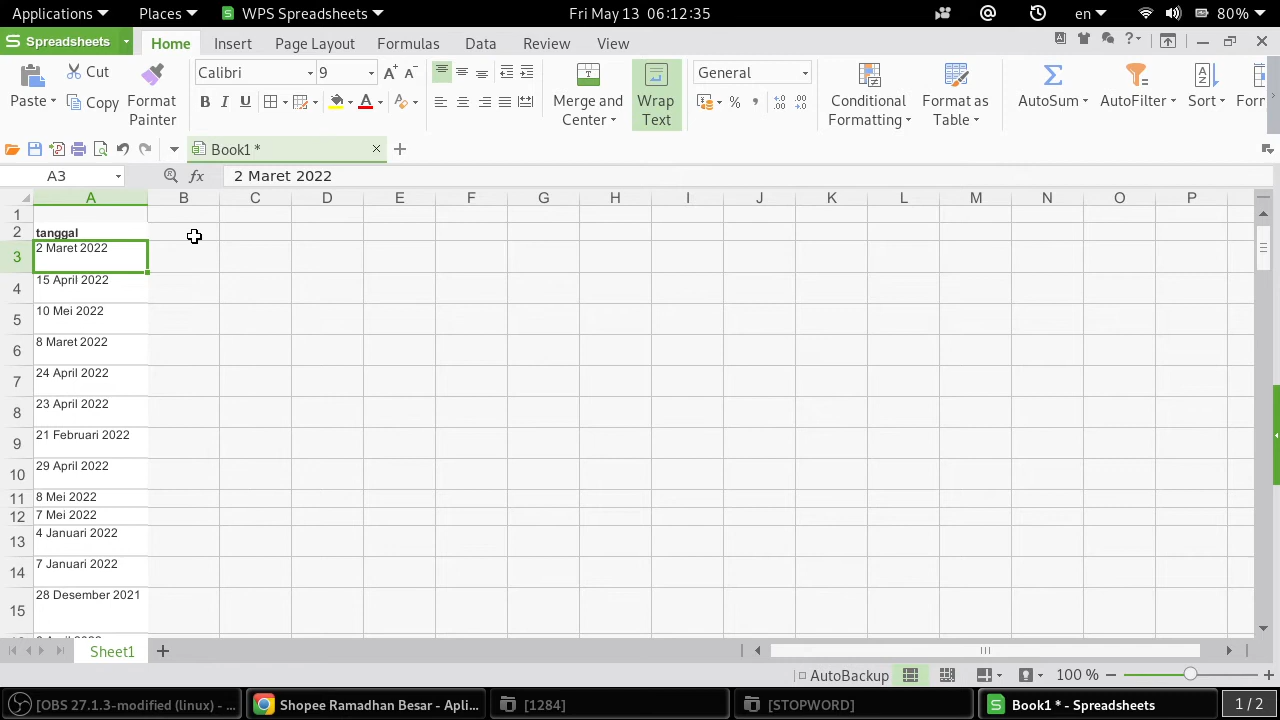 Applications Places WPS Spreadsheets Fri May 13 06:12:35 en 80%
Spreadsheets Home Insert Page Layout Formulas Data Review View
Paste Cut Copy Format Painter Calibri 9 B I U A Merge and Center Wrap Text General Conditional Formatting Format as Table AutoSum AutoFilter Sort Form
Book1 *
A3 fx 2 Maret 2022
A B C D E F G H I J K L M N O P
1
2 tanggal
3 2 Maret 2022
4 15 April 2022
5 10 Mei 2022
6 8 Maret 2022
7 24 April 2022
8 23 April 2022
9 21 Februari 2022
10 29 April 2022
11 8 Mei 2022
12 7 Mei 2022
13 4 Januari 2022
14 7 Januari 2022
15 28 Desember 2021
Sheet1
AutoBackup 100 %
[OBS 27.1.3-modified (linux) - ... Shopee Ramadhan Besar - Apli... [1284] [STOPWORD] Book1 * - Spreadsheets 1 / 2